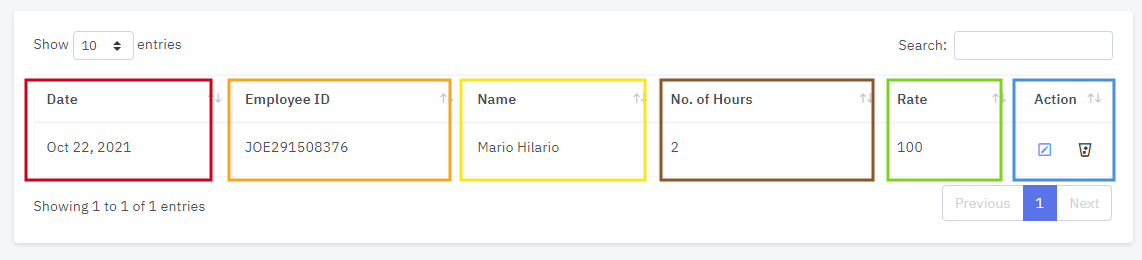 Show 10 entries Search:
Date Employee ID Name No. of Hours Rate Action
Oct 22, 2021 JOE291508376 Mario Hilario 2 100
Showing 1 to 1 of 1 entries Previous 1 Next